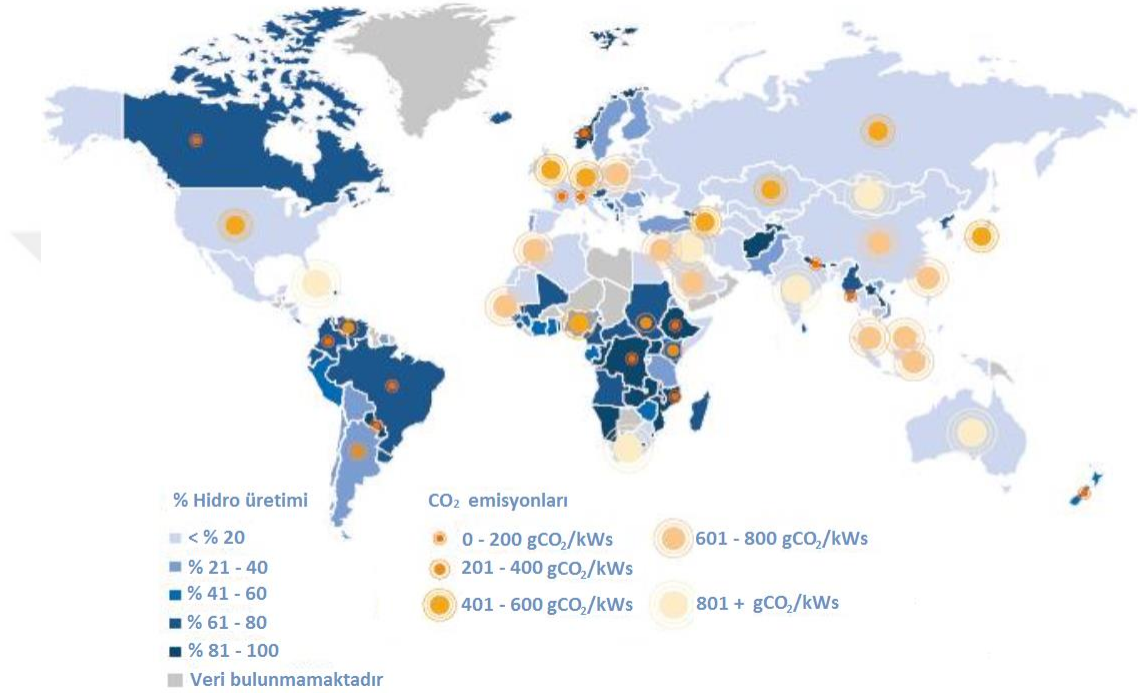 % Hidro üretimi
< % 20
% 21 - 40
% 41 - 60
% 61 - 80
% 81 - 100
Veri bulunmamaktadır
CO₂ emisyonları
0 - 200 gCO₂/kWs
201 - 400 gCO₂/kWs
401 - 600 gCO₂/kWs
601 - 800 gCO₂/kWs
801 + gCO₂/kWs